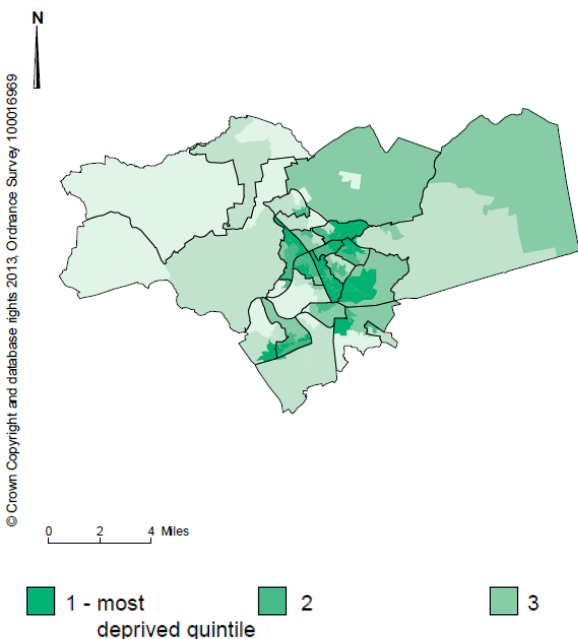 N
© Crown Copyright and database rights 2013, Ordnance Survey 100016969
0 2 4 Miles
1 - most
deprived quintile
2
3